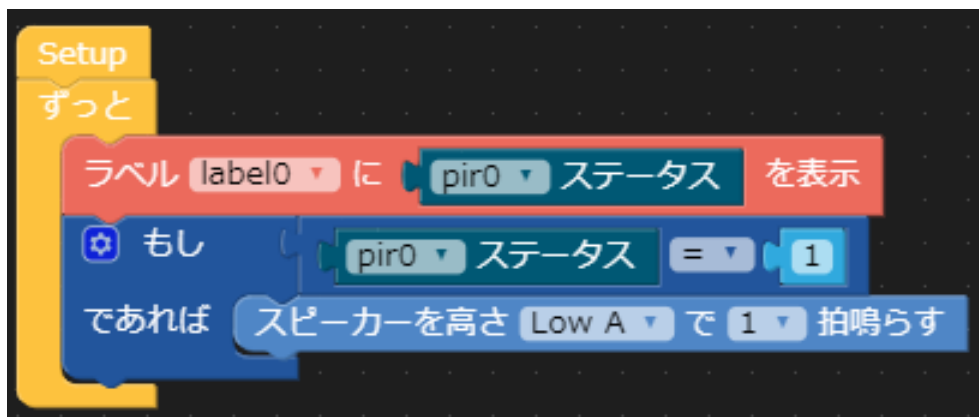 Setup
ずっと
ラベル label0 に pir0 ステータス を表示
もし pir0 ステータス = 1
であれば スピーカーを高さ Low A で 1 拍鳴らす